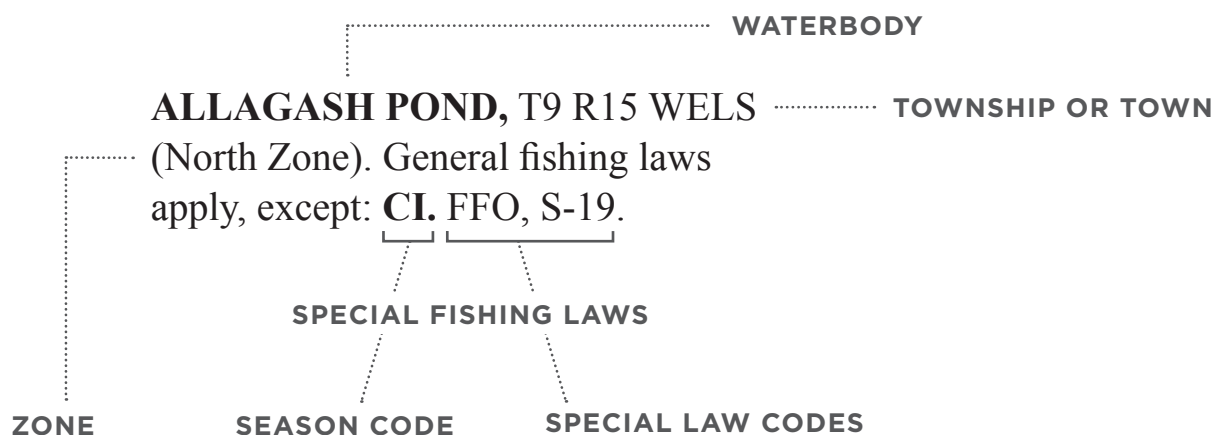 WATERBODY
ALLAGASH POND, T9 R15 WELS
TOWNSHIP OR TOWN
(North Zone). General fishing laws
apply, except: CI. FFO, S-19.
SPECIAL FISHING LAWS
ZONE
SEASON CODE
SPECIAL LAW CODES